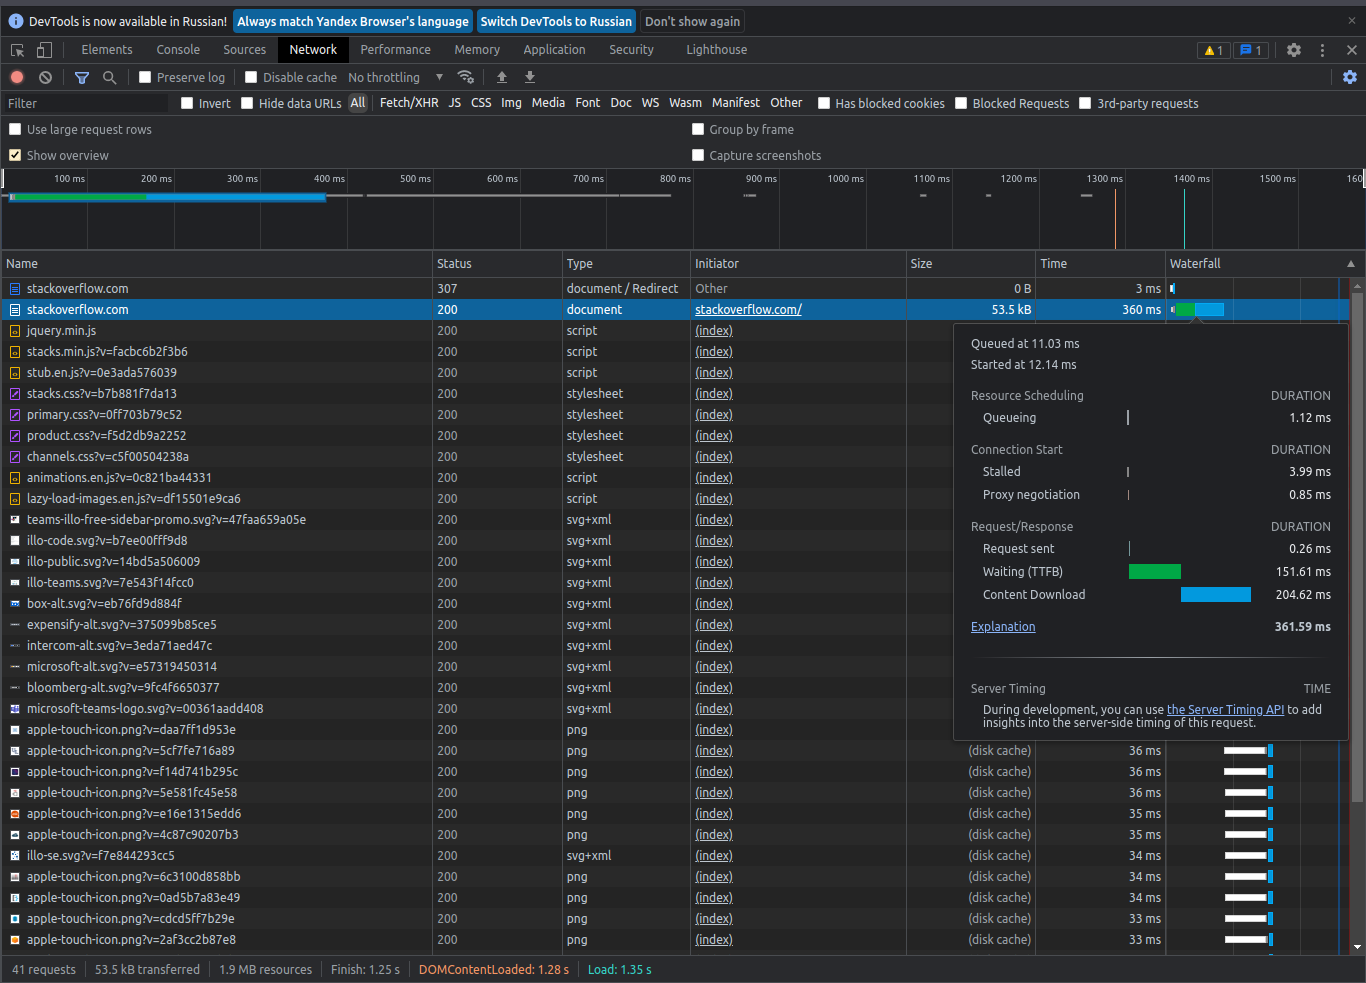 DevTools is now available in Russian! Always match Yandex Browser's language Switch DevTools to Russian Don't show again
Elements Console Sources Network Performance Memory Application Security Lighthouse 1 1
Preserve log Disable cache No throttling
Filter Invert Hide data URLs All Fetch/XHR JS CSS Img Media Font Doc WS Wasm Manifest Other Has blocked cookies Blocked Requests 3rd-party requests
Use large request rows Group by frame
Show overview Capture screenshots
100 ms 200 ms 300 ms 400 ms 500 ms 600 ms 700 ms 800 ms 900 ms 1000 ms 1100 ms 1200 ms 1300 ms 1400 ms 1500 ms 160
Name Status Type Initiator Size Time Waterfall
stackoverflow.com 307 document / Redirect Other 0 B 3 ms
stackoverflow.com 200 document stackoverflow.com/ 53.5 kB 360 ms
jquery.min.js 200 script (index)
stacks.min.js?v=facbc6b2f3b6 200 script (index)
stub.en.js?v=0e3ada576039 200 script (index)
stacks.css?v=b7b881f7da13 200 stylesheet (index)
primary.css?v=0ff703b79c52 200 stylesheet (index)
product.css?v=f5d2db9a2252 200 stylesheet (index)
channels.css?v=c5f00504238a 200 stylesheet (index)
animations.en.js?v=0c821ba44331 200 script (index)
lazy-load-images.en.js?v=df15501e9ca6 200 script (index)
teams-illo-free-sidebar-promo.svg?v=47faa659a05e 200 svg+xml (index)
illo-code.svg?v=b7ee00fff9d8 200 svg+xml (index)
illo-public.svg?v=14bd5a506009 200 svg+xml (index)
illo-teams.svg?v=7e543f14fcc0 200 svg+xml (index)
box-alt.svg?v=eb76fd9d884f 200 svg+xml (index)
expensify-alt.svg?v=375099b85ce5 200 svg+xml (index)
intercom-alt.svg?v=3eda71aed47c 200 svg+xml (index)
microsoft-alt.svg?v=e57319450314 200 svg+xml (index)
bloomberg-alt.svg?v=9fc4f6650377 200 svg+xml (index)
microsoft-teams-logo.svg?v=00361aadd408 200 svg+xml (index)
apple-touch-icon.png?v=daa7ff1d953e 200 png (index)
apple-touch-icon.png?v=5cf7fe716a89 200 png (index) (disk cache) 36 ms
apple-touch-icon.png?v=f14d741b295c 200 png (index) (disk cache) 36 ms
apple-touch-icon.png?v=5e581fc45e58 200 png (index) (disk cache) 36 ms
apple-touch-icon.png?v=e16e1315edd6 200 png (index) (disk cache) 35 ms
apple-touch-icon.png?v=4c87c90207b3 200 png (index) (disk cache) 35 ms
illo-se.svg?v=f7e844293cc5 200 svg+xml (index) (disk cache) 34 ms
apple-touch-icon.png?v=6c3100d858bb 200 png (index) (disk cache) 34 ms
apple-touch-icon.png?v=0ad5b7a83e49 200 png (index) (disk cache) 34 ms
apple-touch-icon.png?v=cdcd5ff7b29e 200 png (index) (disk cache) 33 ms
apple-touch-icon.png?v=2af3cc2b87e8 200 png (index) (disk cache) 33 ms
Queued at 11.03 ms
Started at 12.14 ms
Resource Scheduling DURATION
Queueing 1.12 ms
Connection Start DURATION
Stalled 3.99 ms
Proxy negotiation 0.85 ms
Request/Response DURATION
Request sent 0.26 ms
Waiting (TTFB) 151.61 ms
Content Download 204.62 ms
Explanation 361.59 ms
Server Timing TIME
During development, you can use the Server Timing API to add
insights into the server-side timing of this request.
41 requests 53.5 kB transferred 1.9 MB resources Finish: 1.25 s DOMContentLoaded: 1.28 s Load: 1.35 s